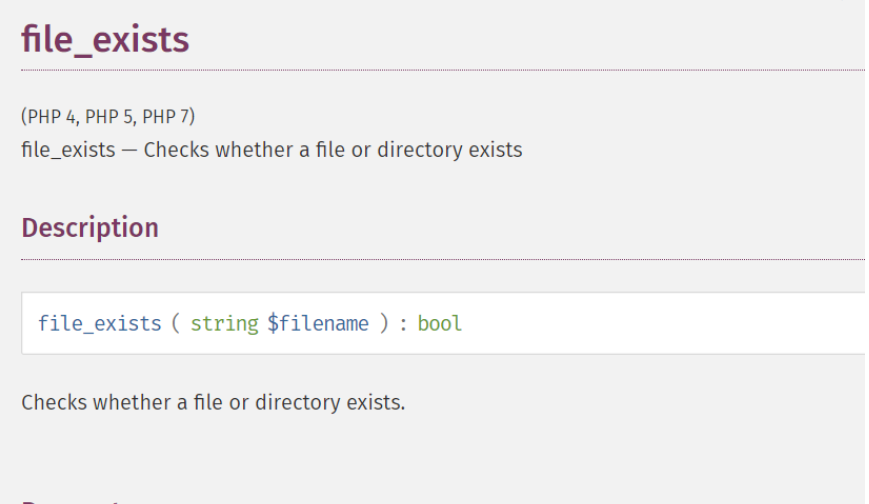 file_exists
(PHP 4, PHP 5, PHP 7)
file_exists — Checks whether a file or directory exists
Description
file_exists ( string $filename ) : bool
Checks whether a file or directory exists.